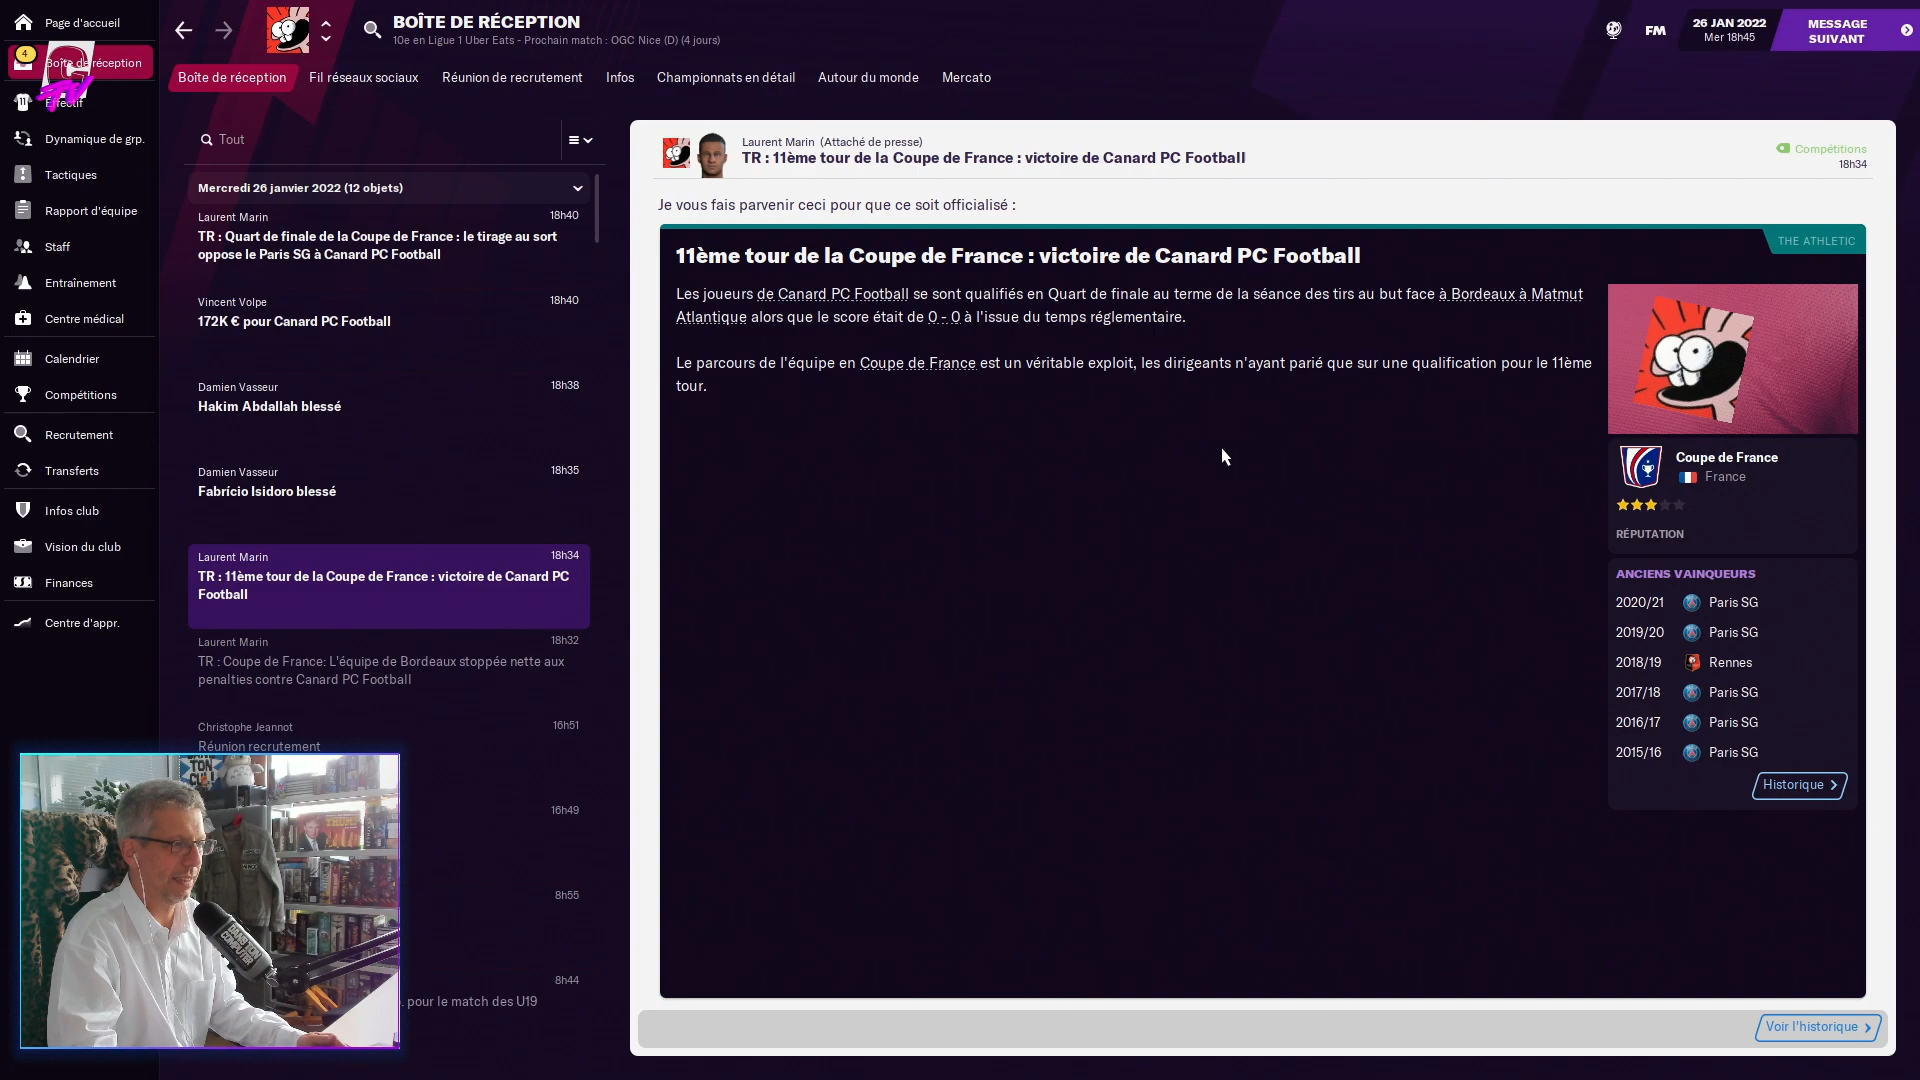 Page d'accueil
4
Boîte de réception
Effectif
Dynamique de grp.
Tactiques
Rapport d'équipe
Staff
Entraînement
Centre médical
Calendrier
Compétitions
Recrutement
Transferts
Infos club
Vision du club
Finances
Centre d'appr.
BOÎTE DE RÉCEPTION
10e en Ligue 1 Uber Eats - Prochain match : OGC Nice (D) (4 jours)
FM
26 JAN 2022
Mer 18h45
MESSAGE
SUIVANT
Boîte de réception
Fil réseaux sociaux
Réunion de recrutement
Infos
Championnats en détail
Autour du monde
Mercato
Tout
Mercredi 26 janvier 2022 (12 objets)
Laurent Marin 18h40
TR : Quart de finale de la Coupe de France : le tirage au sort
oppose le Paris SG à Canard PC Football
Vincent Volpe 18h40
172K € pour Canard PC Football
Damien Vasseur 18h38
Hakim Abdallah blessé
Damien Vasseur 18h35
Fabrício Isidoro blessé
Laurent Marin 18h34
TR : 11ème tour de la Coupe de France : victoire de Canard PC
Football
Laurent Marin 18h32
TR : Coupe de France: L'équipe de Bordeaux stoppée nette aux
penalties contre Canard PC Football
Christophe Jeannot 16h51
Réunion recrutement
16h49
8h55
8h44
. pour le match des U19
TON
DANS TON
COMPUTER
Laurent Marin (Attaché de presse)
TR : 11ème tour de la Coupe de France : victoire de Canard PC Football
Compétitions
18h34
Je vous fais parvenir ceci pour que ce soit officialisé :
THE ATHLETIC
11ème tour de la Coupe de France : victoire de Canard PC Football
Les joueurs de Canard PC Football se sont qualifiés en Quart de finale au terme de la séance des tirs au but face à Bordeaux à Matmut
Atlantique alors que le score était de 0 - 0 à l'issue du temps réglementaire.
Le parcours de l'équipe en Coupe de France est un véritable exploit, les dirigeants n'ayant parié que sur une qualification pour le 11ème
tour.
Coupe de France
France
RÉPUTATION
ANCIENS VAINQUEURS
2020/21 Paris SG
2019/20 Paris SG
2018/19 Rennes
2017/18 Paris SG
2016/17 Paris SG
2015/16 Paris SG
Historique
Voir l'historique